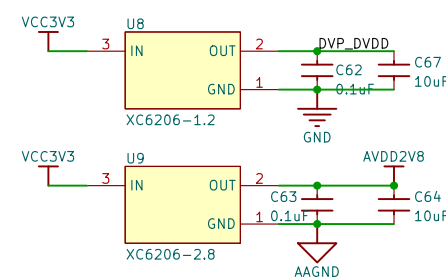 VCC3V3
U8
3
IN
OUT
2
DVP_DVDD
C62
0.1uF
C67
10uF
GND
1
XC6206-1.2
GND
VCC3V3
U9
3
IN
OUT
2
AVDD2V8
C63
0.1uF
C64
10uF
GND
1
XC6206-2.8
AAGND